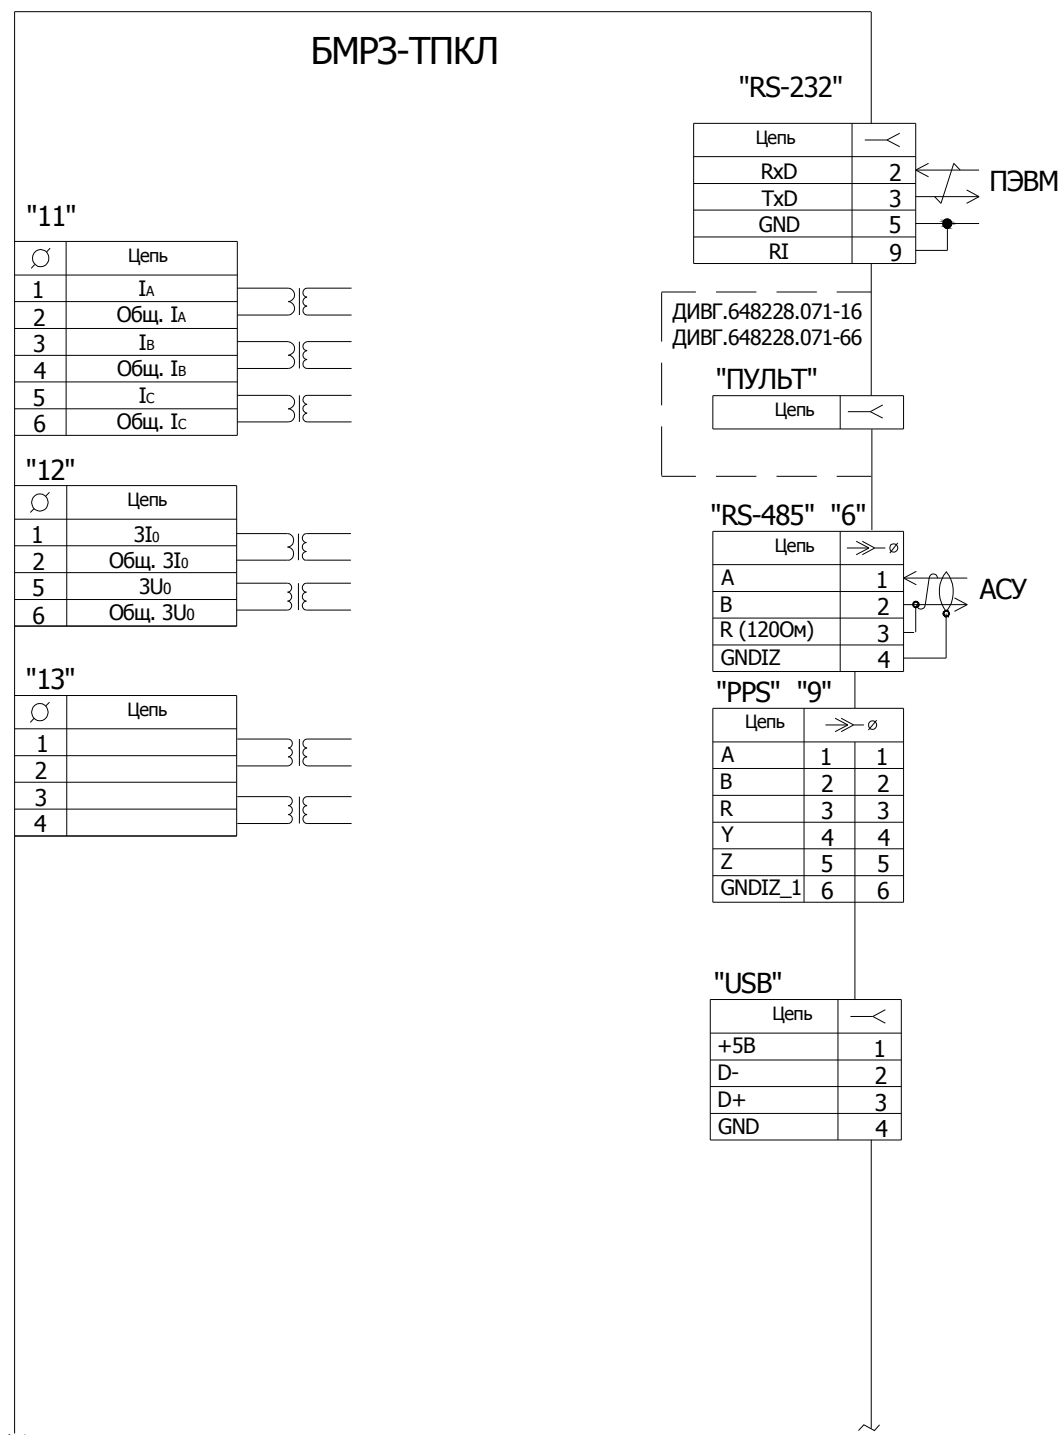 БМРЗ-ТПКЛ
"11"
Цепь
1 IA
2 Общ. IA
3 IB
4 Общ. IB
5 IC
6 Общ. IC
"12"
Цепь
1 3I0
2 Общ. 3I0
5 3U0
6 Общ. 3U0
"13"
Цепь
1
2
3
4
"RS-232"
Цепь
RxD 2
TxD 3
GND 5
RI 9
ПЭВМ
ДИВГ.648228.071-16
ДИВГ.648228.071-66
"ПУЛЬТ"
Цепь
"RS-485" "6"
Цепь
A 1
B 2
R (120Ом) 3
GNDIZ 4
АСУ
"PPS" "9"
Цепь
A 1 1
B 2 2
R 3 3
Y 4 4
Z 5 5
GNDIZ_1 6 6
"USB"
Цепь
+5В 1
D- 2
D+ 3
GND 4